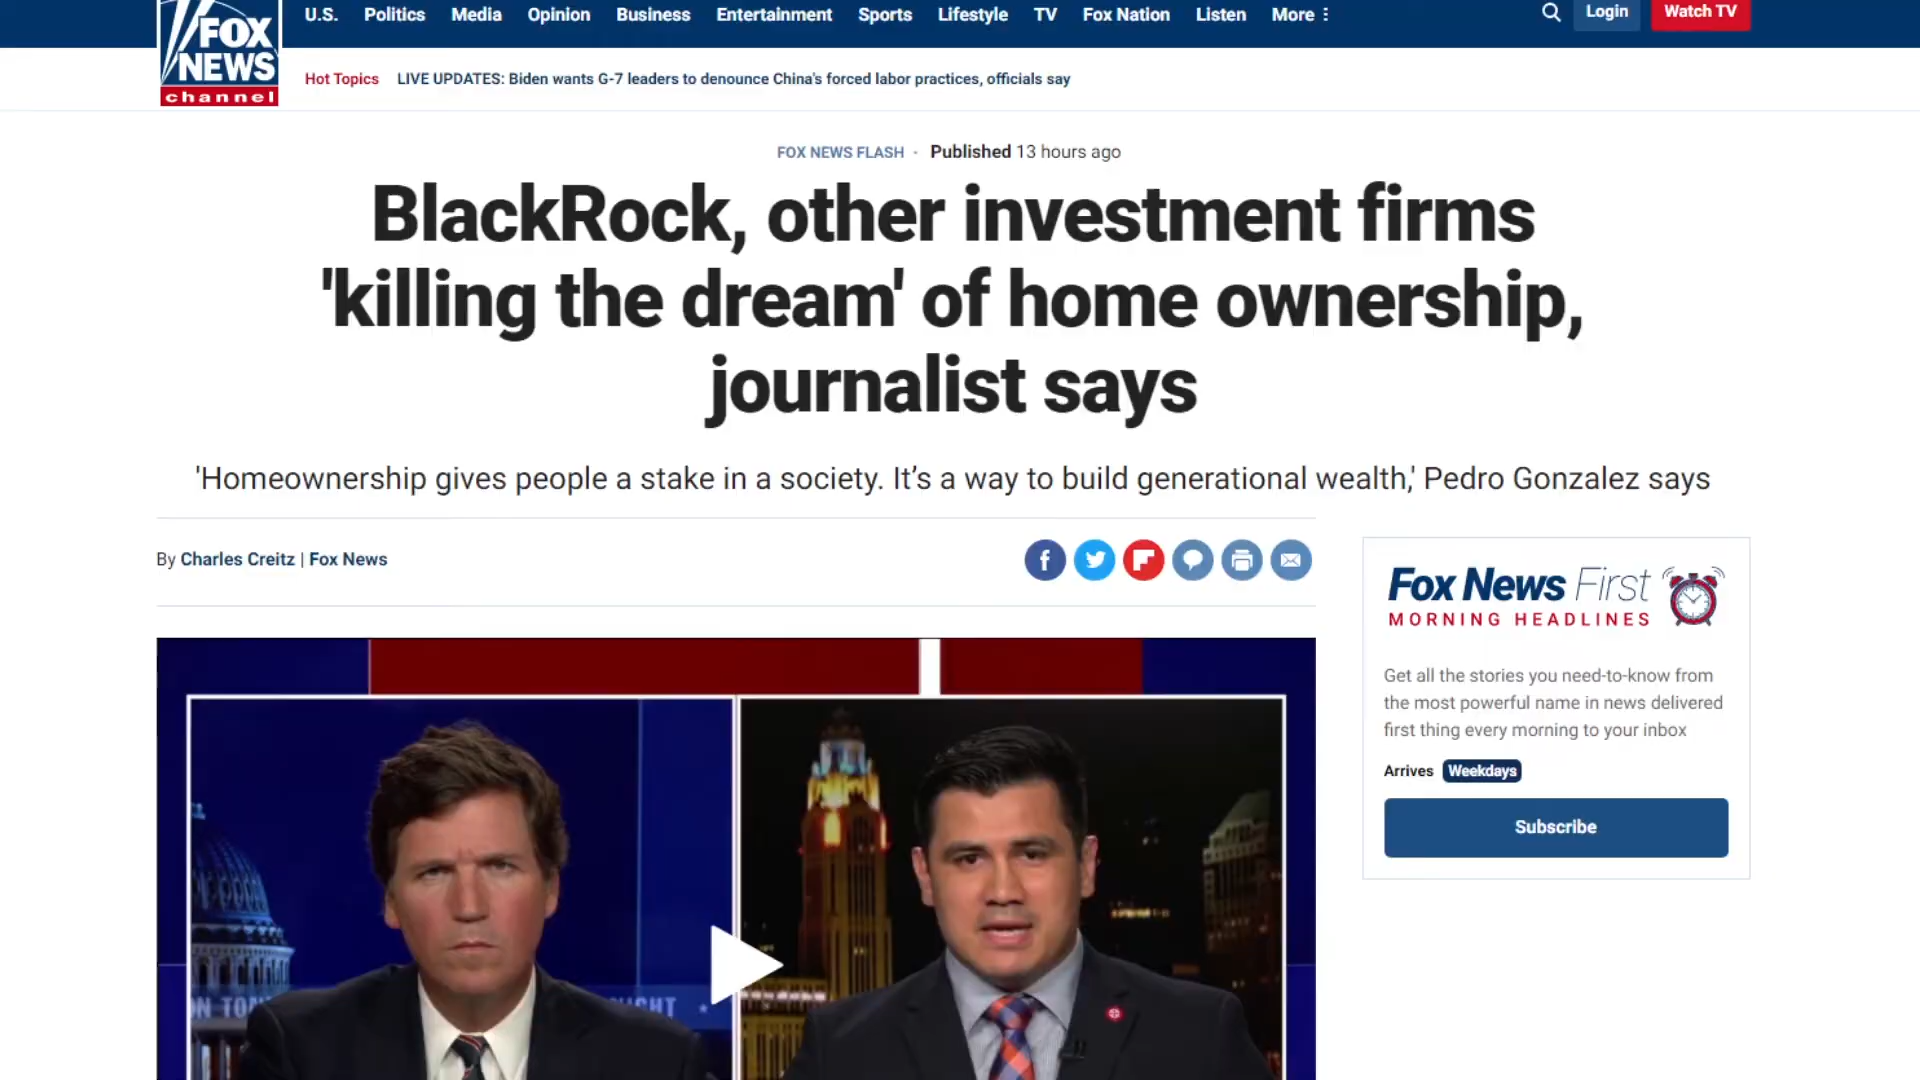 U.S. Politics Media Opinion Business Entertainment Sports Lifestyle TV Fox Nation Listen More Login Watch TV
FOX
NEWS
channel
Hot Topics LIVE UPDATES: Biden wants G-7 leaders to denounce China's forced labor practices, officials say
FOX NEWS FLASH · Published 13 hours ago
BlackRock, other investment firms
'killing the dream' of home ownership,
journalist says
'Homeownership gives people a stake in a society. It’s a way to build generational wealth,' Pedro Gonzalez says
By Charles Creitz | Fox News
Fox News First
MORNING HEADLINES
Get all the stories you need-to-know from
the most powerful name in news delivered
first thing every morning to your inbox
Arrives Weekdays
Subscribe